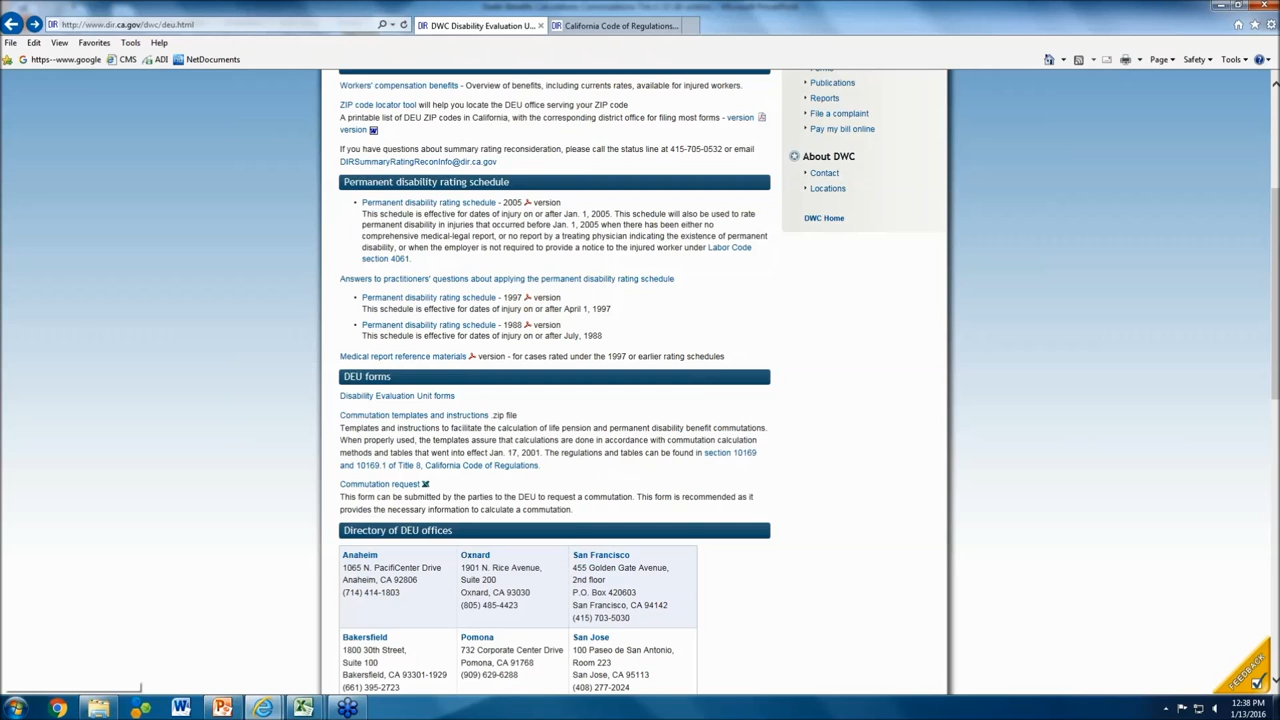 http://www.dir.ca.gov/dwc/deu.html
DIR DWC Disability Evaluation U...
DIR California Code of Regulations...
File Edit View Favorites Tools Help
https--www.google CMS ADI NetDocuments
Page Safety Tools
Workers' compensation benefits - Overview of benefits, including currents rates, available for injured workers.
ZIP code locator tool will help you locate the DEU office serving your ZIP code
A printable list of DEU ZIP codes in California, with the corresponding district office for filing most forms - version
version
If you have questions about summary rating reconsideration, please call the status line at 415-705-0532 or email
DIRSummaryRatingReconInfo@dir.ca.gov
Permanent disability rating schedule
Permanent disability rating schedule - 2005 version
This schedule is effective for dates of injury on or after Jan. 1, 2005. This schedule will also be used to rate
permanent disability in injuries that occurred before Jan. 1, 2005 when there has been either no
comprehensive medical-legal report, or no report by a treating physician indicating the existence of permanent
disability, or when the employer is not required to provide a notice to the injured worker under Labor Code
section 4061.
Answers to practitioners' questions about applying the permanent disability rating schedule
Permanent disability rating schedule - 1997 version
This schedule is effective for dates of injury on or after April 1, 1997
Permanent disability rating schedule - 1988 version
This schedule is effective for dates of injury on or after July, 1988
Medical report reference materials version - for cases rated under the 1997 or earlier rating schedules
DEU forms
Disability Evaluation Unit forms
Commutation templates and instructions .zip file
Templates and instructions to facilitate the calculation of life pension and permanent disability benefit commutations.
When properly used, the templates assure that calculations are done in accordance with commutation calculation
methods and tables that went into effect Jan. 17, 2001. The regulations and tables can be found in section 10169
and 10169.1 of Title 8, California Code of Regulations.
Commutation request
This form can be submitted by the parties to the DEU to request a commutation. This form is recommended as it
provides the necessary information to calculate a commutation.
Directory of DEU offices
Anaheim
1065 N. PacifiCenter Drive
Anaheim, CA 92806
(714) 414-1803
Oxnard
1901 N. Rice Avenue,
Suite 200
Oxnard, CA 93030
(805) 485-4423
San Francisco
455 Golden Gate Avenue,
2nd floor
P.O. Box 420603
San Francisco, CA 94142
(415) 703-5030
Bakersfield
1800 30th Street,
Suite 100
Bakersfield, CA 93301-1929
(661) 395-2723
Pomona
732 Corporate Center Drive
Pomona, CA 91768
(909) 629-6288
San Jose
100 Paseo de San Antonio,
Room 223
San Jose, CA 95113
(408) 277-2024
Publications
Reports
File a complaint
Pay my bill online
About DWC
Contact
Locations
DWC Home
FEEDBACK
12:38 PM
1/13/2016